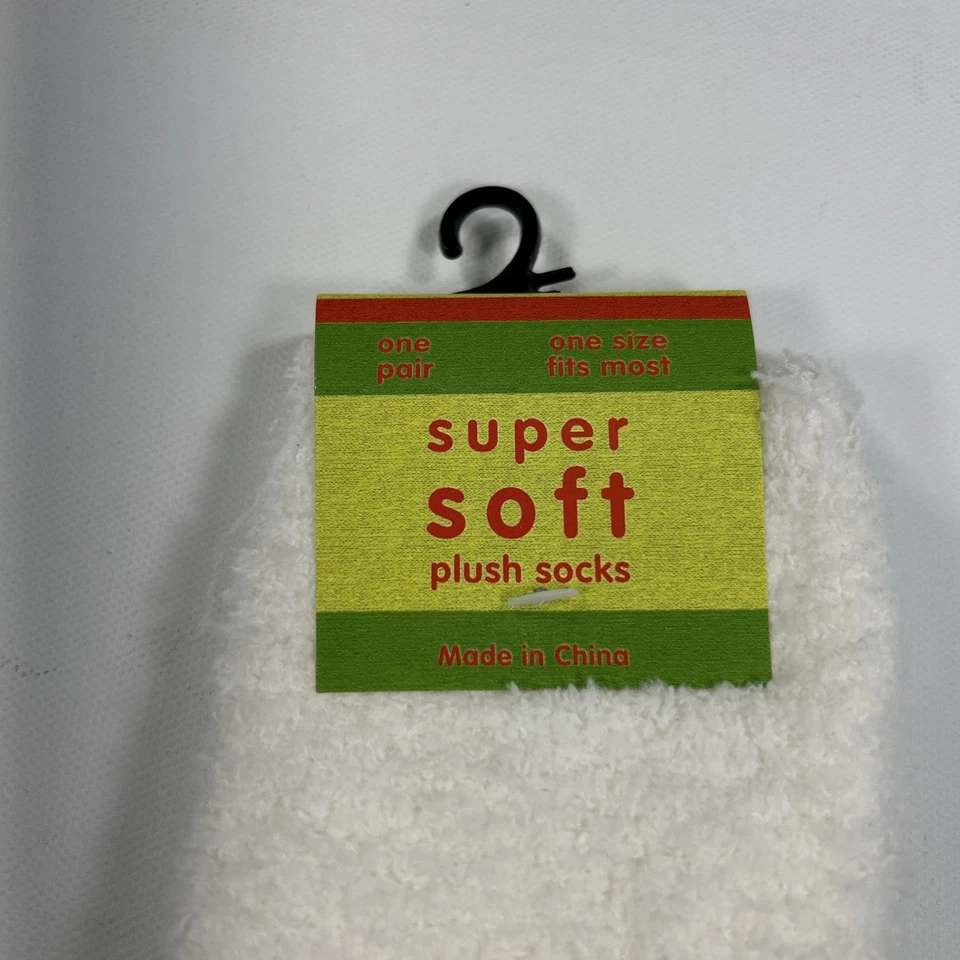 one pair
one size fits most
super
soft
plush socks
Made in China